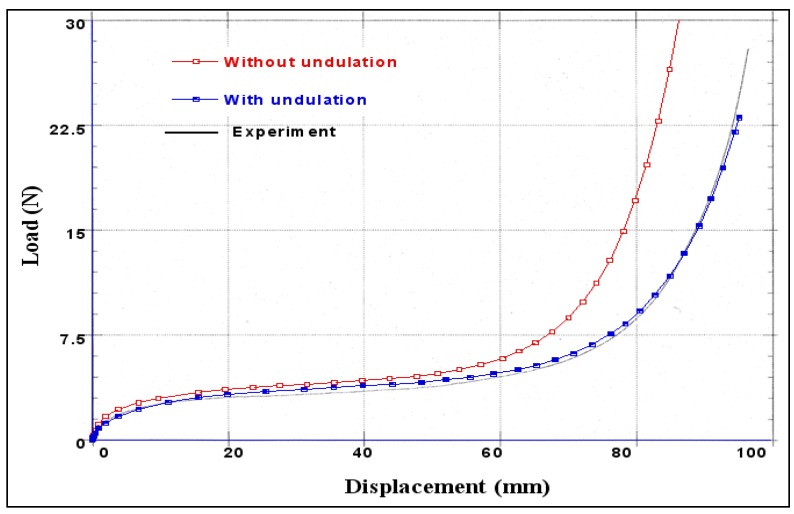 30
Without undulation
With undulation
22.5
Experiment
Load (N)
15
7.5
0
0 20 40 60 80 100
Displacement (mm)